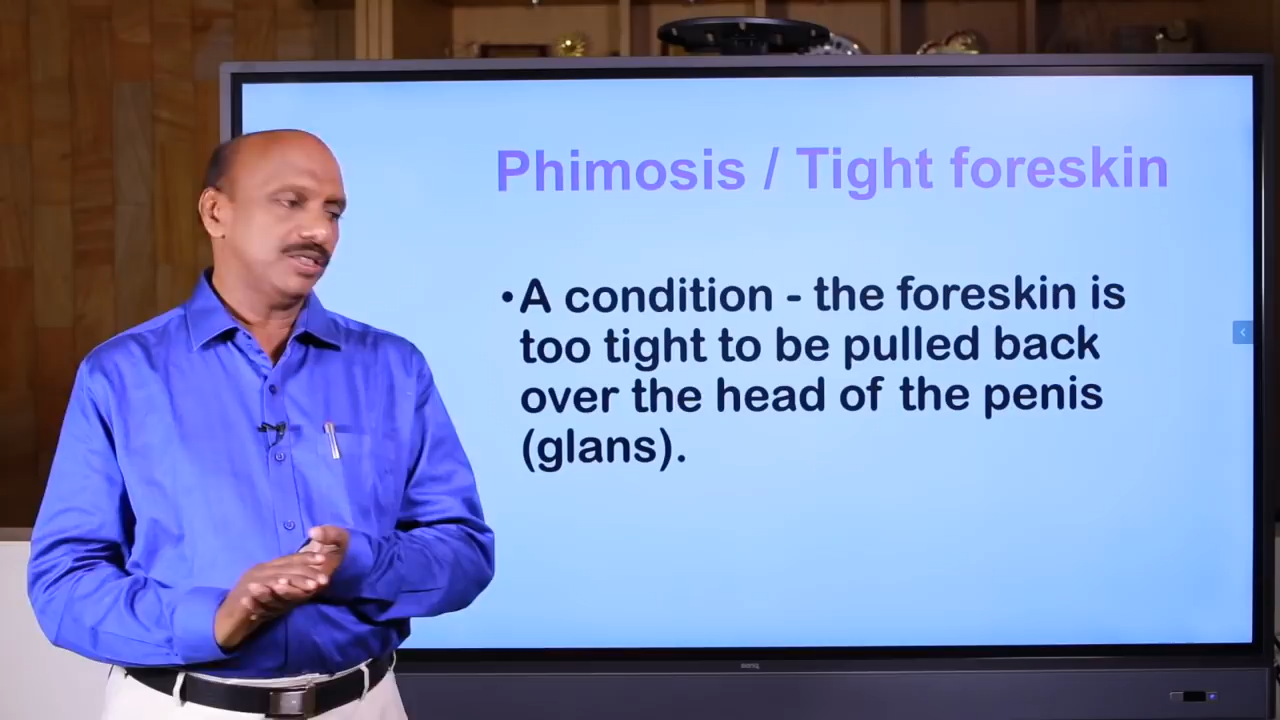 Phimosis / Tight foreskin
•A condition - the foreskin is
too tight to be pulled back
over the head of the penis
(glans).
BenQ